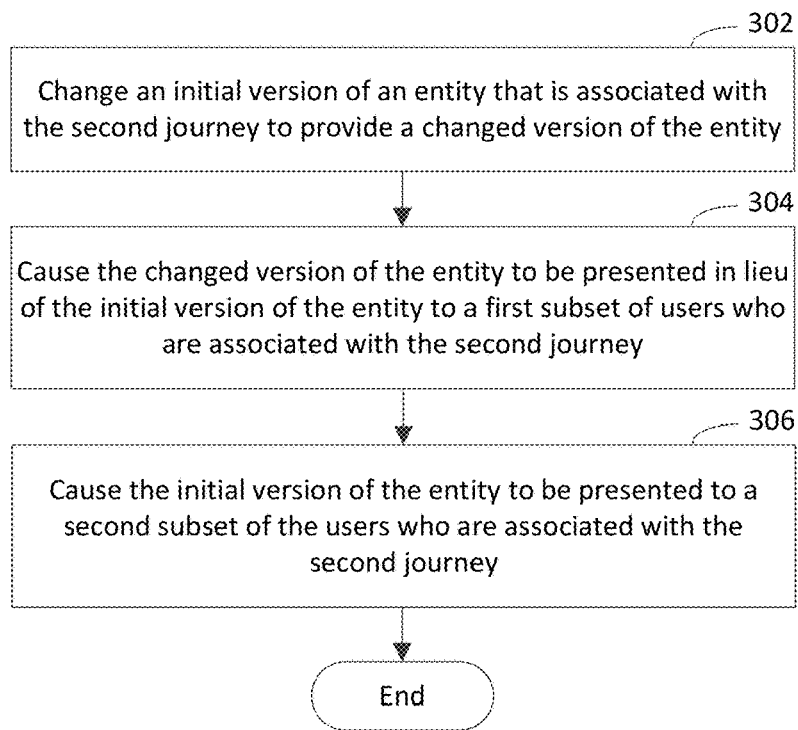 302
Change an initial version of an entity that is associated with
the second journey to provide a changed version of the entity
304
Cause the changed version of the entity to be presented in lieu
of the initial version of the entity to a first subset of users who
are associated with the second journey
306
Cause the initial version of the entity to be presented to a
second subset of the users who are associated with the
second journey
End